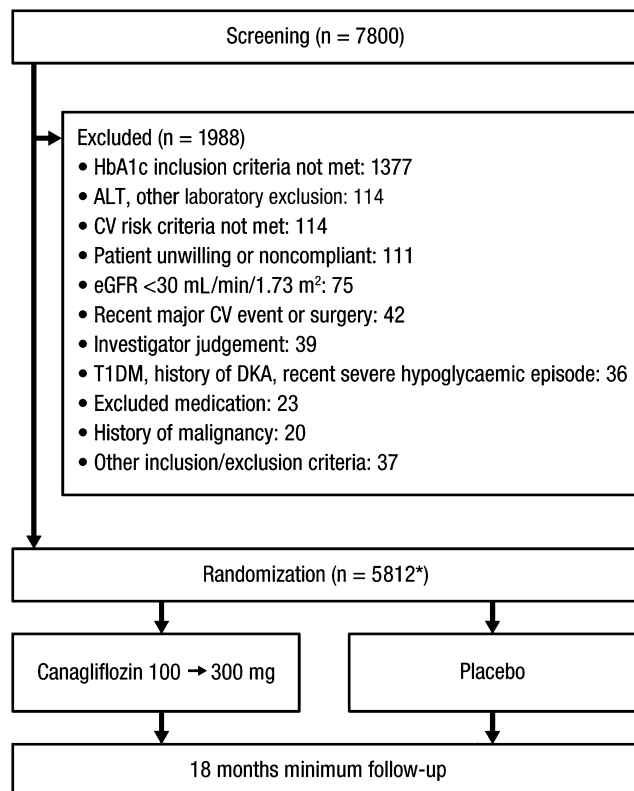 Screening (n = 7800)
Excluded (n = 1988)
• HbA1c inclusion criteria not met: 1377
• ALT, other laboratory exclusion: 114
• CV risk criteria not met: 114
• Patient unwilling or noncompliant: 111
• eGFR <30 mL/min/1.73 m²: 75
• Recent major CV event or surgery: 42
• Investigator judgement: 39
• T1DM, history of DKA, recent severe hypoglycaemic episode: 36
• Excluded medication: 23
• History of malignancy: 20
• Other inclusion/exclusion criteria: 37
Randomization (n = 5812*)
Canagliflozin 100 → 300 mg
Placebo
18 months minimum follow-up